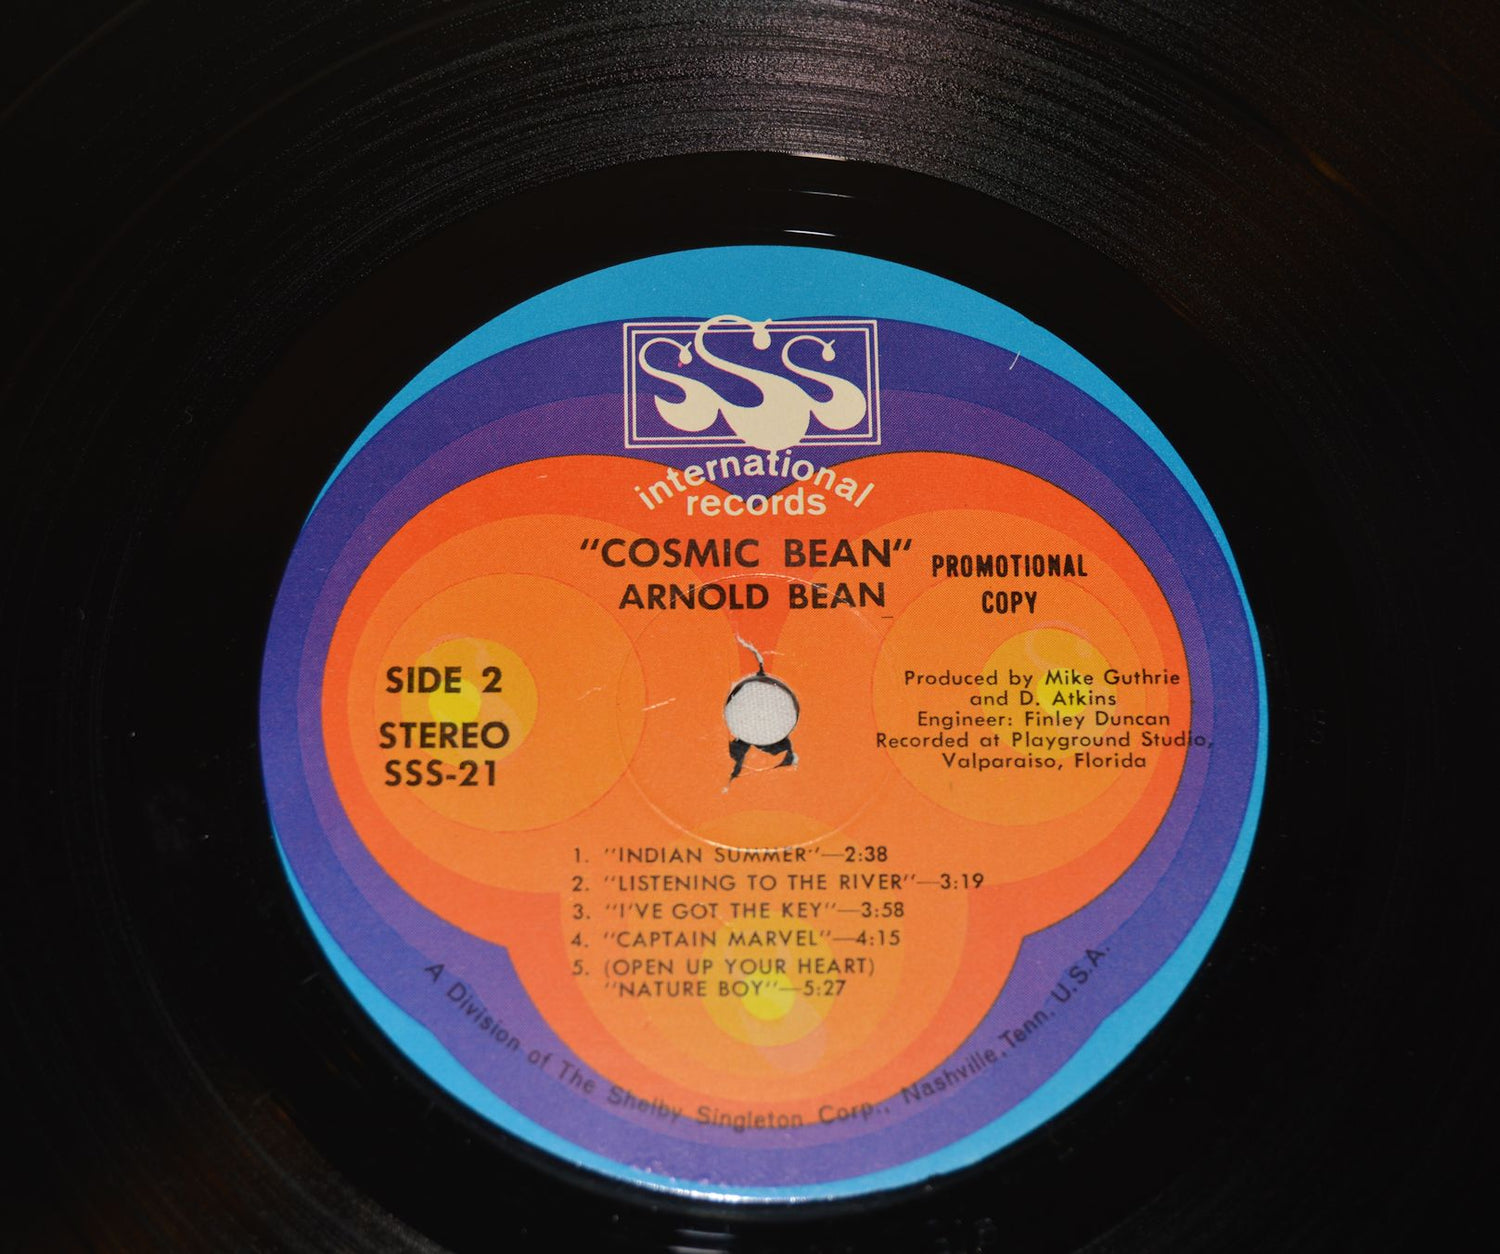 SSS
international
records
"COSMIC BEAN"
ARNOLD BEAN
PROMOTIONAL
COPY
SIDE 2
STEREO
SSS-21
Produced by Mike Guthrie
and D. Atkins
Engineer: Finley Duncan
Recorded at Playground Studio,
Valparaiso, Florida
1. "INDIAN SUMMER"—2:38
2. "LISTENING TO THE RIVER"—3:19
3. "I'VE GOT THE KEY"—3:58
4. "CAPTAIN MARVEL"—4:15
5. (OPEN UP YOUR HEART)
"NATURE BOY"—5:27
A Division of The Shelby Singleton Corp., Nashville, Tenn. U.S.A.